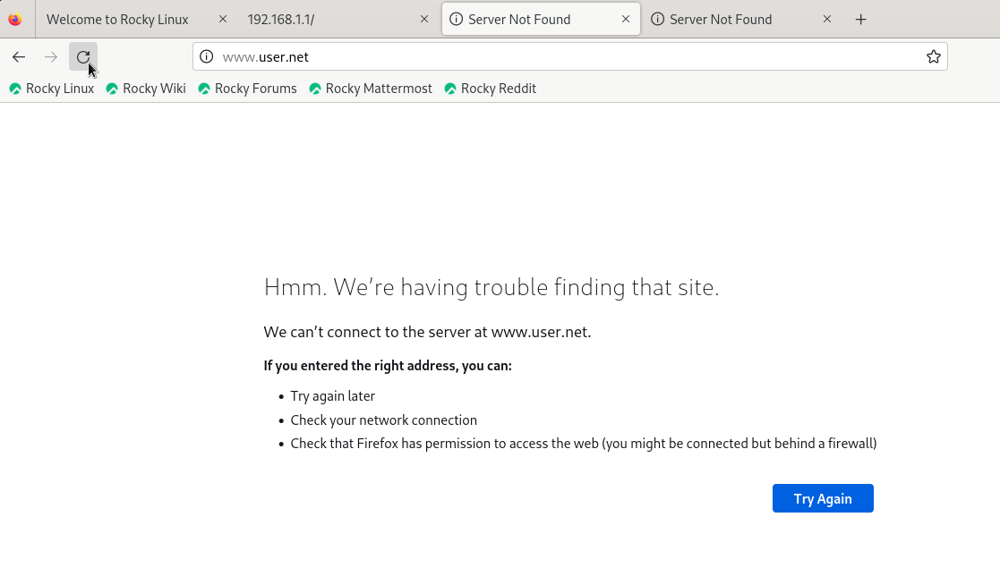 Welcome to Rocky Linux
192.168.1.1/
Server Not Found
Server Not Found
www.user.net
Rocky Linux
Rocky Wiki
Rocky Forums
Rocky Mattermost
Rocky Reddit
Hmm. We're having trouble finding that site.
We can't connect to the server at www.user.net.
If you entered the right address, you can:
• Try again later
• Check your network connection
• Check that Firefox has permission to access the web (you might be connected but behind a firewall)
Try Again